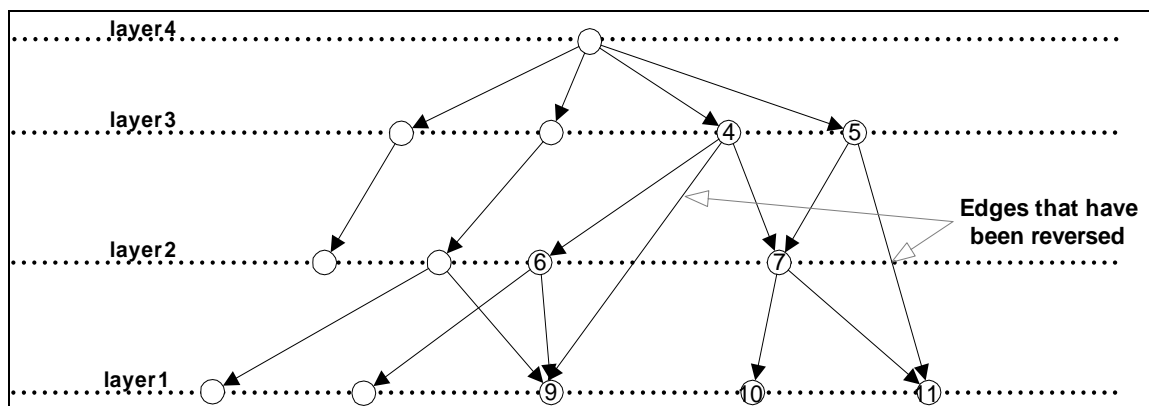 layer4
layer3
4
5
Edges that have
been reversed
layer2
6
7
layer1
9
10
11